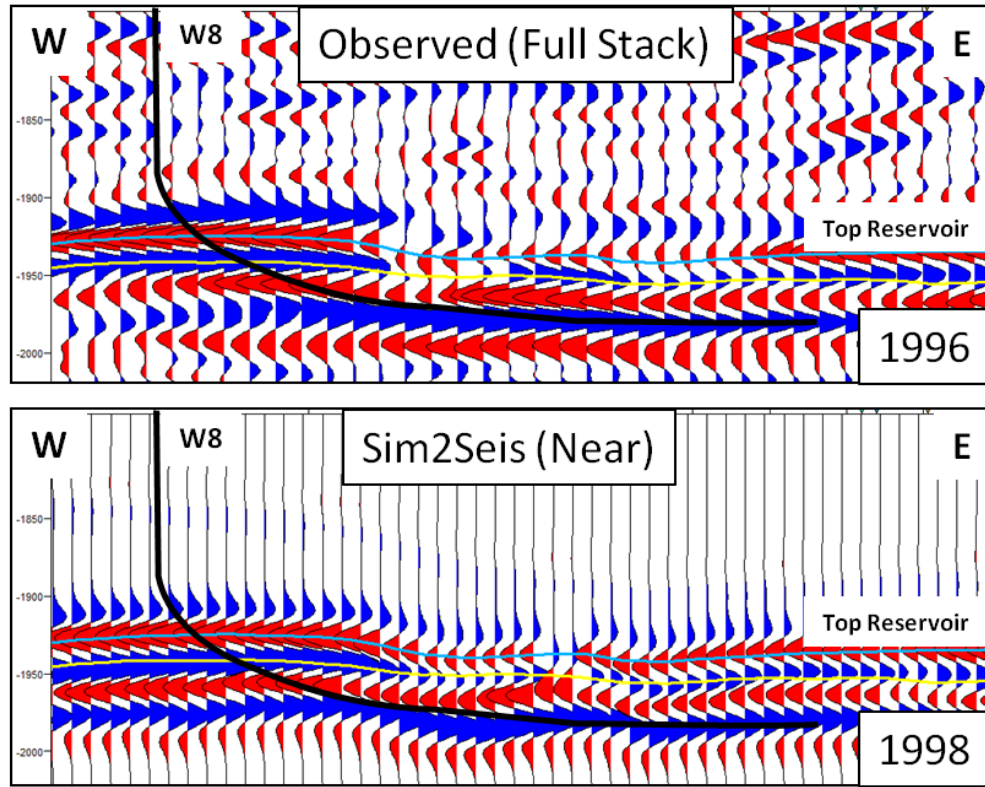 W
W8
Observed (Full Stack)
E
-1850
-1900
Top Reservoir
-1950
-2000
1996
W
W8
Sim2Seis (Near)
E
-1850
-1900
Top Reservoir
-1950
-2000
1998